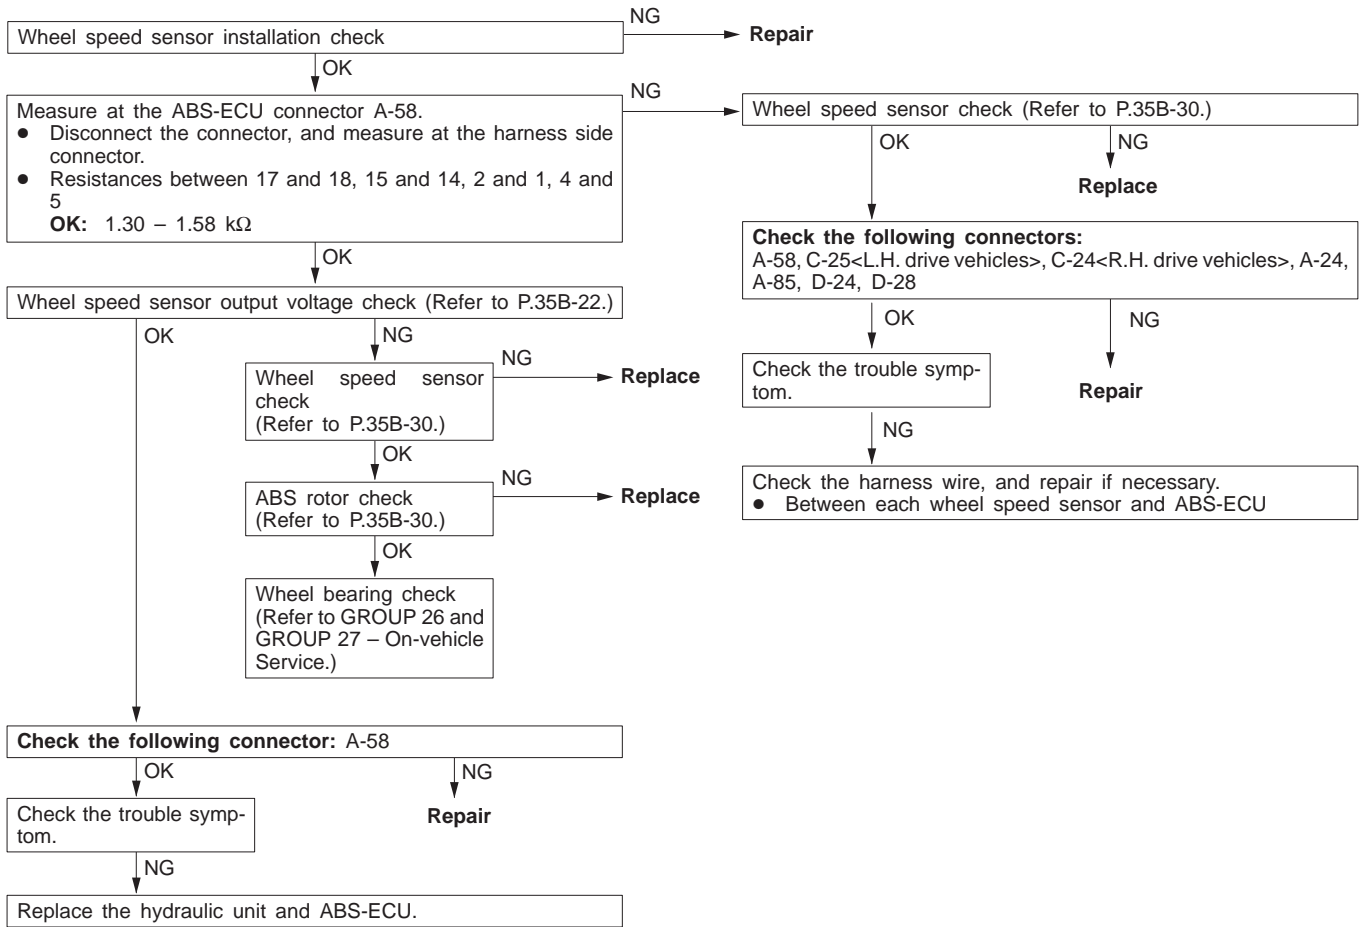 Wheel speed sensor installation check
NG
Repair
OK
Measure at the ABS-ECU connector A-58.
● Disconnect the connector, and measure at the harness side
connector.
● Resistances between 17 and 18, 15 and 14, 2 and 1, 4 and
5
OK: 1.30 – 1.58 kΩ
NG
Wheel speed sensor check (Refer to P.35B-30.)
OK
NG
Replace
Check the following connectors:
A-58, C-25<L.H. drive vehicles>, C-24<R.H. drive vehicles>, A-24,
A-85, D-24, D-28
OK
NG
Check the trouble symp-
tom.
Repair
NG
Check the harness wire, and repair if necessary.
● Between each wheel speed sensor and ABS-ECU
OK
Wheel speed sensor output voltage check (Refer to P.35B-22.)
OK
NG
Wheel speed sensor
check
(Refer to P.35B-30.)
NG
Replace
OK
ABS rotor check
(Refer to P.35B-30.)
NG
Replace
OK
Wheel bearing check
(Refer to GROUP 26 and
GROUP 27 – On-vehicle
Service.)
Check the following connector: A-58
OK
NG
Check the trouble symp-
tom.
Repair
NG
Replace the hydraulic unit and ABS-ECU.